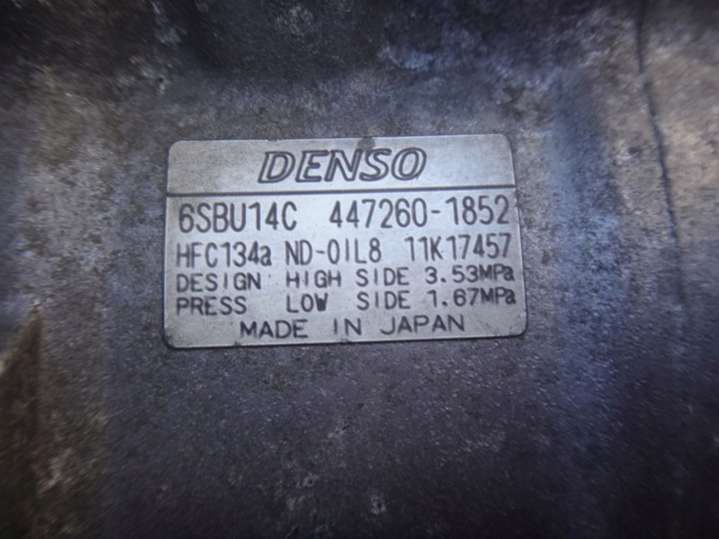 DENSO
6SBU14C 447260-1852
HFC134a ND-OIL8 11K17457
DESIGN HIGH SIDE 3.53MPa
PRESS LOW SIDE 1.67MPa
MADE IN JAPAN